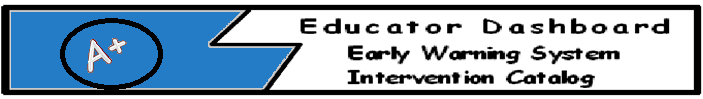 A+
Educator Dashboard
Early Warning System
Intervention Catalog